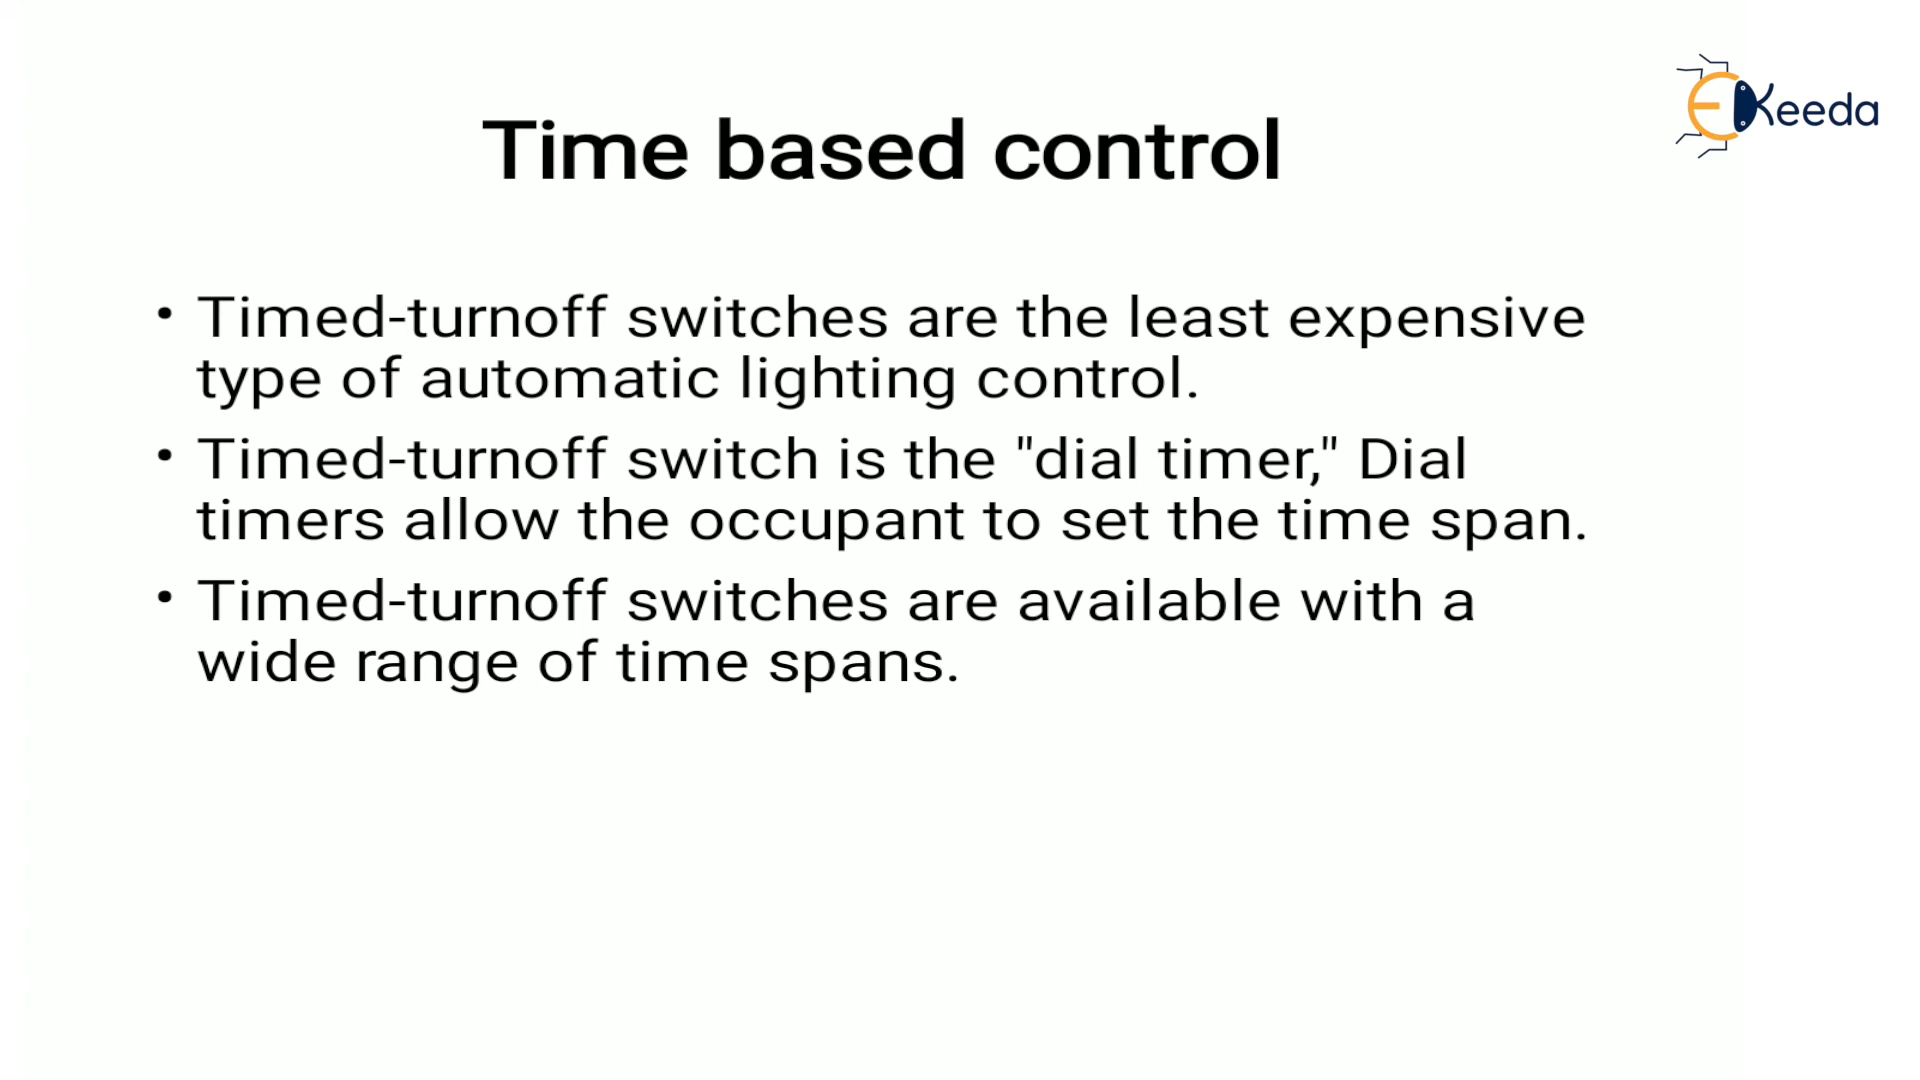 Time based control
EKeeda
• Timed-turnoff switches are the least expensive
type of automatic lighting control.
• Timed-turnoff switch is the "dial timer," Dial
timers allow the occupant to set the time span.
• Timed-turnoff switches are available with a
wide range of time spans.